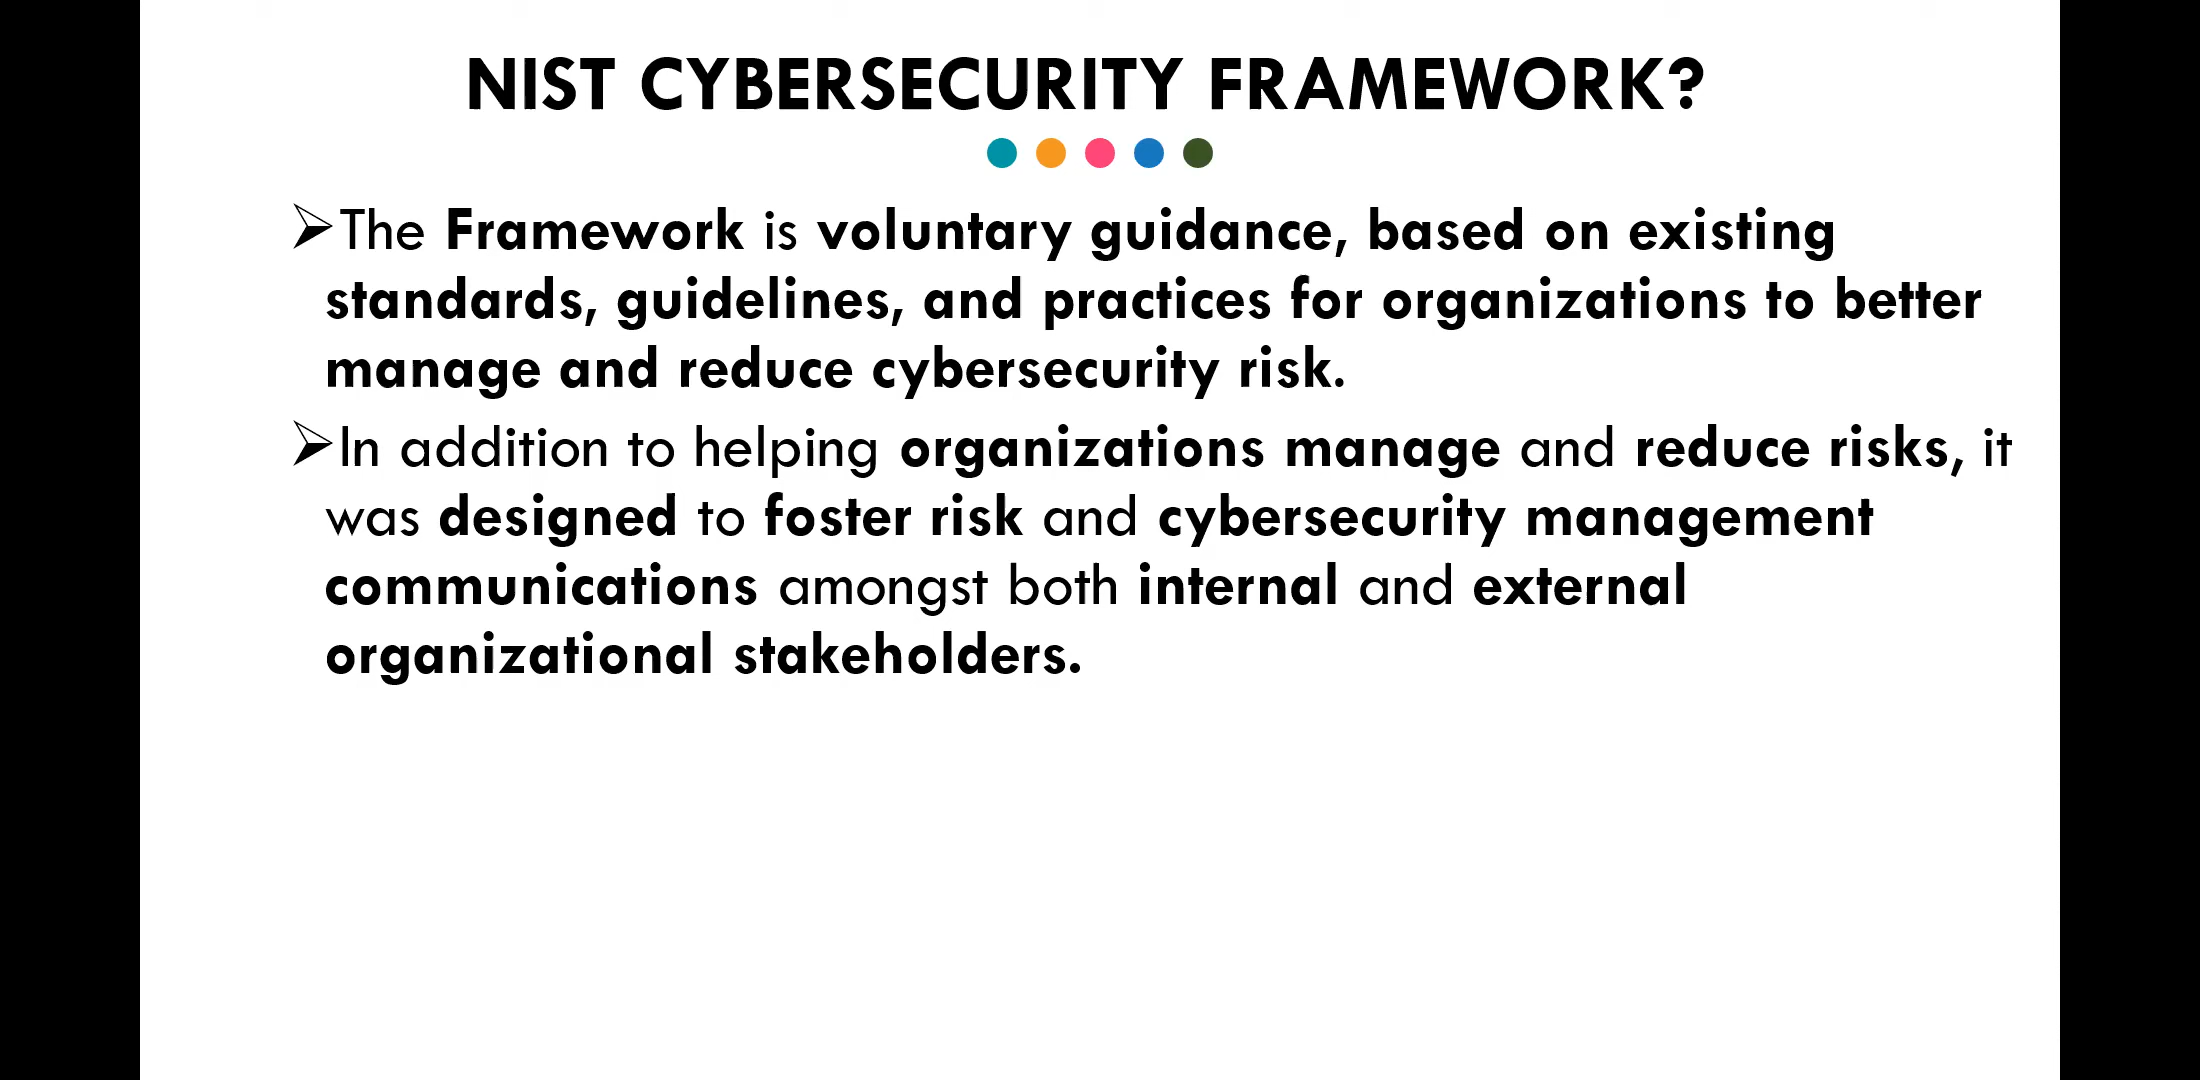 NIST CYBERSECURITY FRAMEWORK?
➢The Framework is voluntary guidance, based on existing
standards, guidelines, and practices for organizations to better
manage and reduce cybersecurity risk.
➢In addition to helping organizations manage and reduce risks, it
was designed to foster risk and cybersecurity management
communications amongst both internal and external
organizational stakeholders.